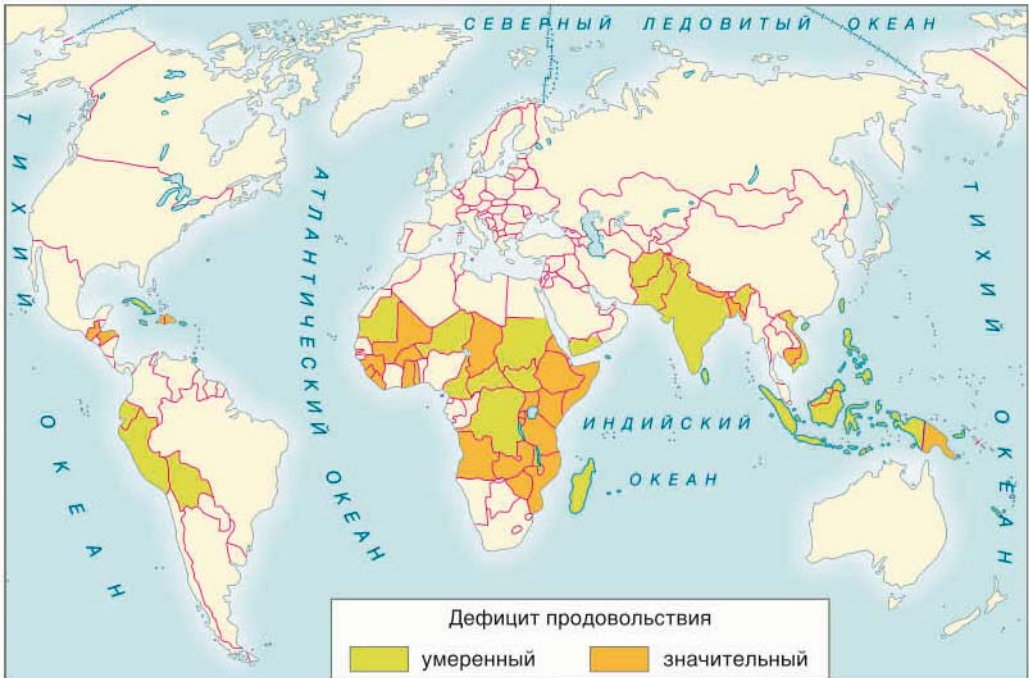 СЕВЕРНЫЙ ЛЕДОВИТЫЙ ОКЕАН
ТИХИЙ
ОКЕАН
АТЛАНТИЧЕСКИЙ ОКЕАН
ИНДИЙСКИЙ
ОКЕАН
ТИХИЙ
ОКЕАН
Дефицит продовольствия
умеренный
значительный